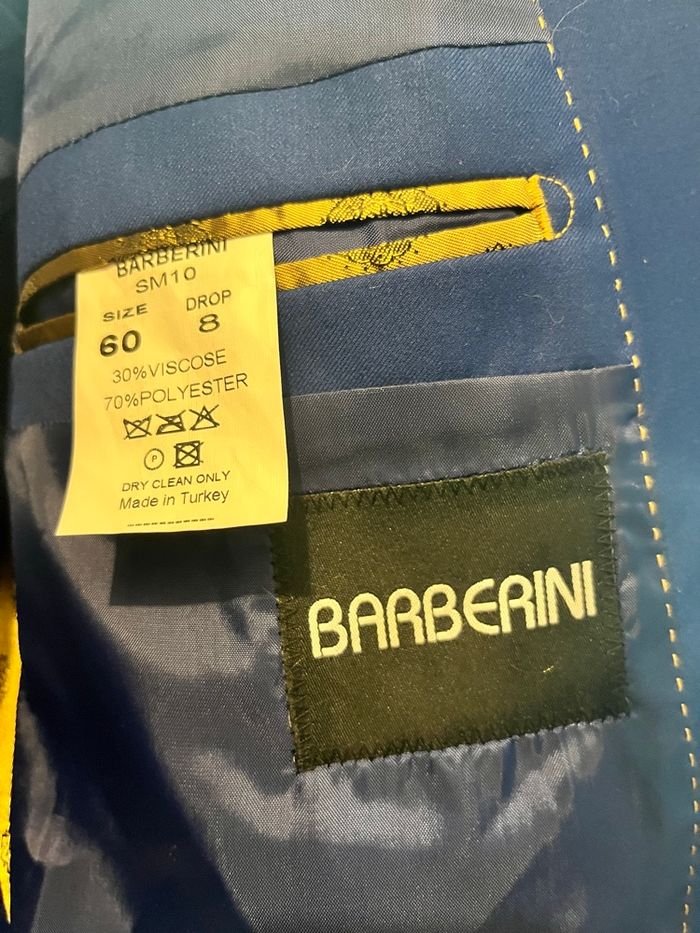 BARBERINI
SM10
SIZE DROP
60 8
30%VISCOSE
70%POLYESTER
P
DRY CLEAN ONLY
Made in Turkey
BARBERINI